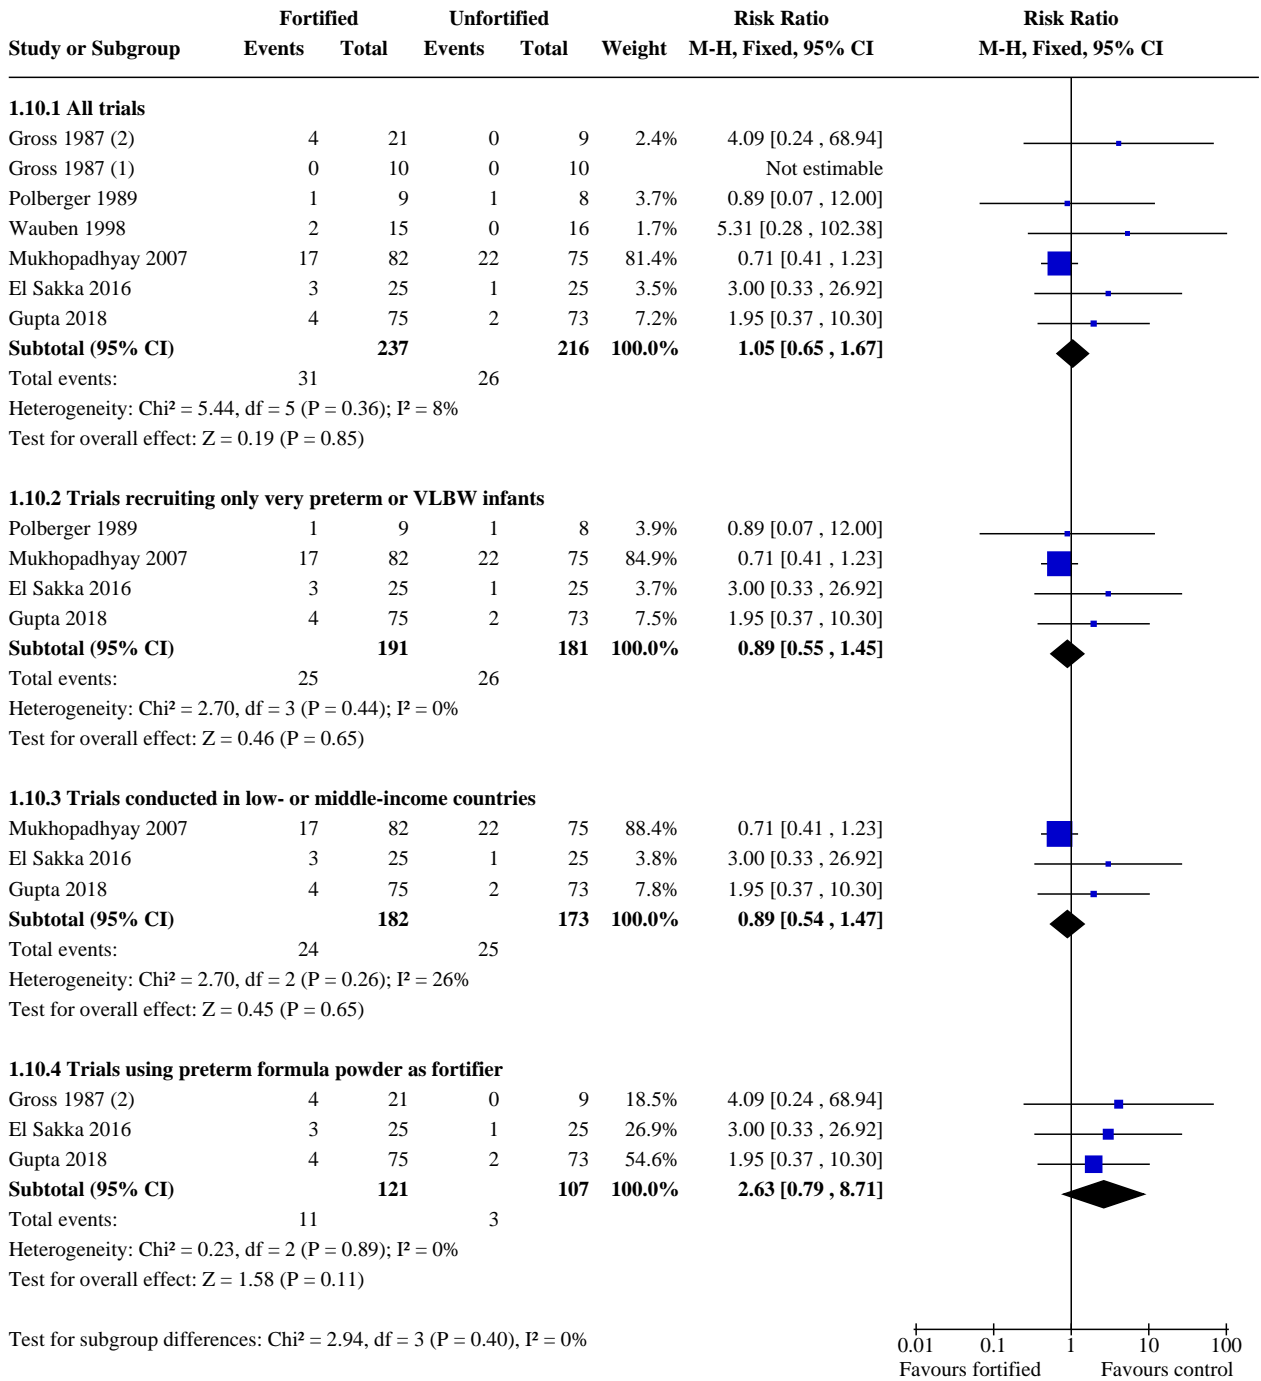 Fortified Unfortified Risk Ratio Risk Ratio
Study or Subgroup Events Total Events Total Weight M-H, Fixed, 95% CI M-H, Fixed, 95% CI
1.10.1 All trials
Gross 1987 (2) 4 21 0 9 2.4% 4.09 [0.24 , 68.94]
Gross 1987 (1) 0 10 0 10 Not estimable
Polberger 1989 1 9 1 8 3.7% 0.89 [0.07 , 12.00]
Wauben 1998 2 15 0 16 1.7% 5.31 [0.28 , 102.38]
Mukhopadhyay 2007 17 82 22 75 81.4% 0.71 [0.41 , 1.23]
El Sakka 2016 3 25 1 25 3.5% 3.00 [0.33 , 26.92]
Gupta 2018 4 75 2 73 7.2% 1.95 [0.37 , 10.30]
Subtotal (95% CI) 237 216 100.0% 1.05 [0.65 , 1.67]
Total events: 31 26
Heterogeneity: Chi² = 5.44, df = 5 (P = 0.36); I² = 8%
Test for overall effect: Z = 0.19 (P = 0.85)
1.10.2 Trials recruiting only very preterm or VLBW infants
Polberger 1989 1 9 1 8 3.9% 0.89 [0.07 , 12.00]
Mukhopadhyay 2007 17 82 22 75 84.9% 0.71 [0.41 , 1.23]
El Sakka 2016 3 25 1 25 3.7% 3.00 [0.33 , 26.92]
Gupta 2018 4 75 2 73 7.5% 1.95 [0.37 , 10.30]
Subtotal (95% CI) 191 181 100.0% 0.89 [0.55 , 1.45]
Total events: 25 26
Heterogeneity: Chi² = 2.70, df = 3 (P = 0.44); I² = 0%
Test for overall effect: Z = 0.46 (P = 0.65)
1.10.3 Trials conducted in low- or middle-income countries
Mukhopadhyay 2007 17 82 22 75 88.4% 0.71 [0.41 , 1.23]
El Sakka 2016 3 25 1 25 3.8% 3.00 [0.33 , 26.92]
Gupta 2018 4 75 2 73 7.8% 1.95 [0.37 , 10.30]
Subtotal (95% CI) 182 173 100.0% 0.89 [0.54 , 1.47]
Total events: 24 25
Heterogeneity: Chi² = 2.70, df = 2 (P = 0.26); I² = 26%
Test for overall effect: Z = 0.45 (P = 0.65)
1.10.4 Trials using preterm formula powder as fortifier
Gross 1987 (2) 4 21 0 9 18.5% 4.09 [0.24 , 68.94]
El Sakka 2016 3 25 1 25 26.9% 3.00 [0.33 , 26.92]
Gupta 2018 4 75 2 73 54.6% 1.95 [0.37 , 10.30]
Subtotal (95% CI) 121 107 100.0% 2.63 [0.79 , 8.71]
Total events: 11 3
Heterogeneity: Chi² = 0.23, df = 2 (P = 0.89); I² = 0%
Test for overall effect: Z = 1.58 (P = 0.11)
Test for subgroup differences: Chi² = 2.94, df = 3 (P = 0.40), I² = 0%
0.01 0.1 1 10 100
Favours fortified Favours control